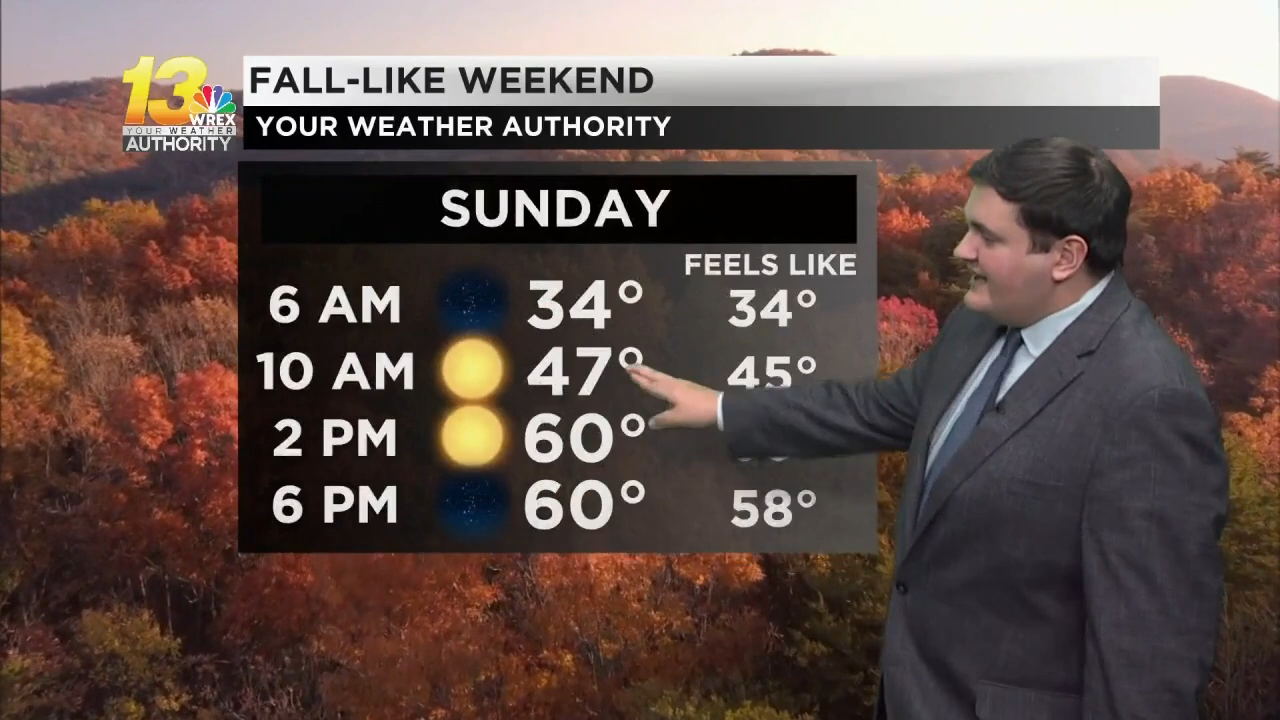 13
WREX
YOUR WEATHER
AUTHORITY
FALL-LIKE WEEKEND
YOUR WEATHER AUTHORITY
SUNDAY
FEELS LIKE
6 AM 34° 34°
10 AM 47° 45°
2 PM 60°
6 PM 60° 58°